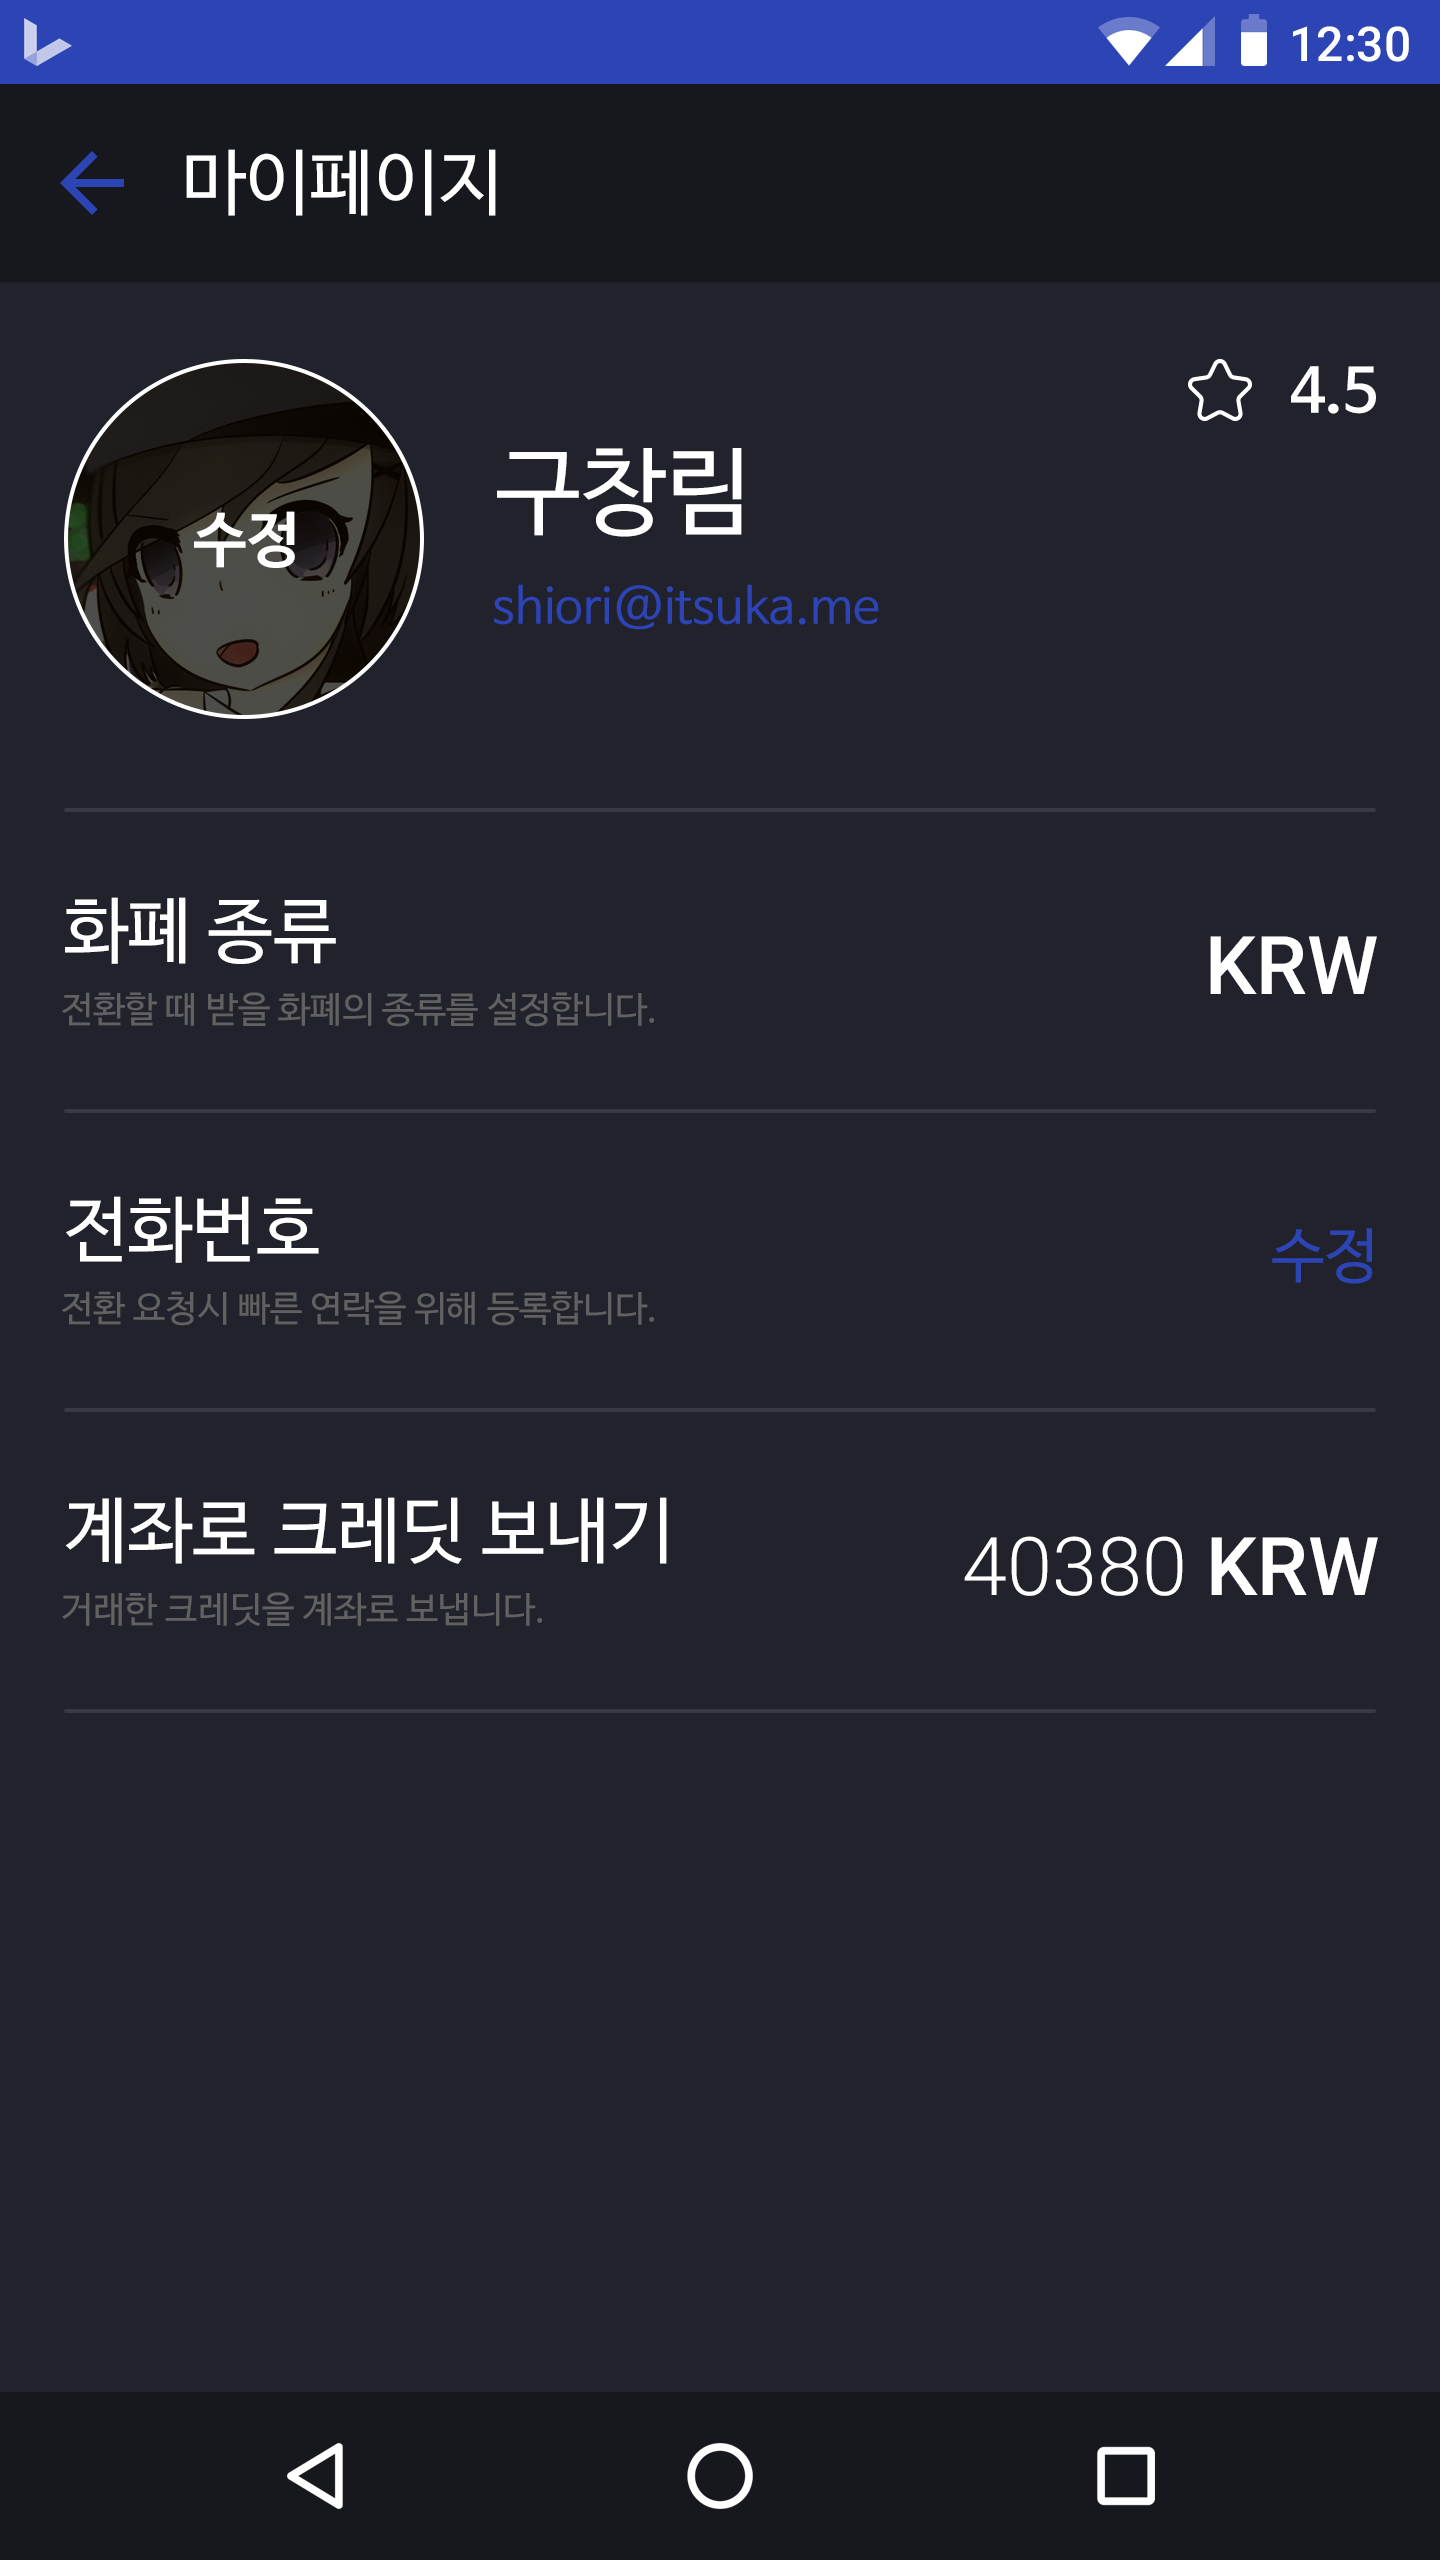 12:30
마이페이지
4.5
구창림
수정
shiori@itsuka.me
화폐 종류
KRW
전환할 때 받을 화폐의 종류를 설정합니다.
전화번호
수정
전환 요청시 빠른 연락을 위해 등록합니다.
계좌로 크레딧 보내기
40380 KRW
거래한 크레딧을 계좌로 보냅니다.